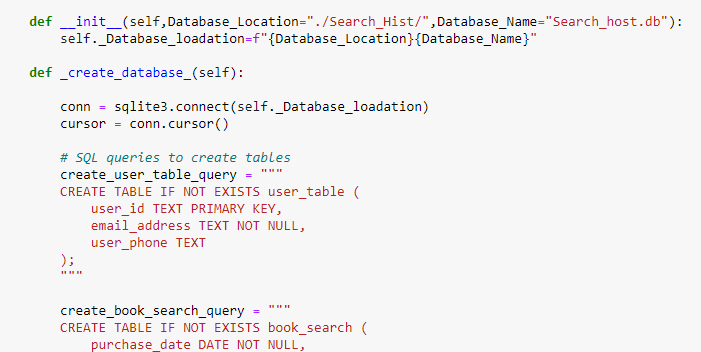 def __init__(self,Database_Location="./Search_Hist/",Database_Name="Search_host.db"):
self._Database_loadation=f"{Database_Location}{Database_Name}"
def _create_database_(self):
conn = sqlite3.connect(self._Database_loadation)
cursor = conn.cursor()
# SQL queries to create tables
create_user_table_query = """
CREATE TABLE IF NOT EXISTS user_table (
user_id TEXT PRIMARY KEY,
email_address TEXT NOT NULL,
user_phone TEXT
);
"""
create_book_search_query = """
CREATE TABLE IF NOT EXISTS book_search (
purchase_date DATE NOT NULL,